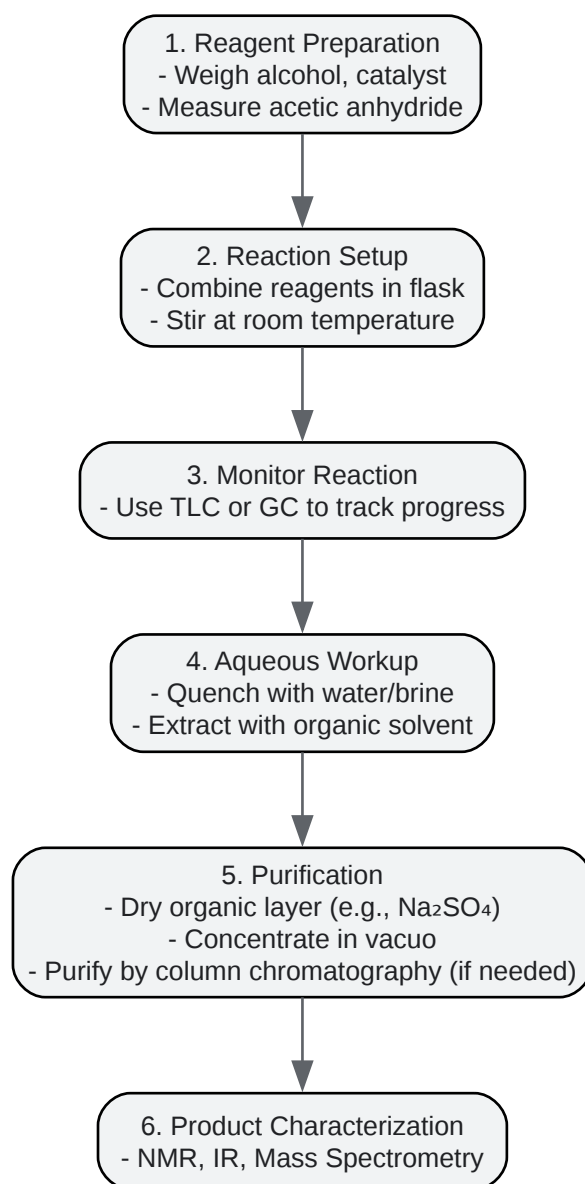 1. Reagent Preparation
- Weigh alcohol, catalyst
- Measure acetic anhydride
2. Reaction Setup
- Combine reagents in flask
- Stir at room temperature
3. Monitor Reaction
- Use TLC or GC to track progress
4. Aqueous Workup
- Quench with water/brine
- Extract with organic solvent
5. Purification
- Dry organic layer (e.g., Na₂SO₄)
- Concentrate in vacuo
- Purify by column chromatography (if needed)
6. Product Characterization
- NMR, IR, Mass Spectrometry